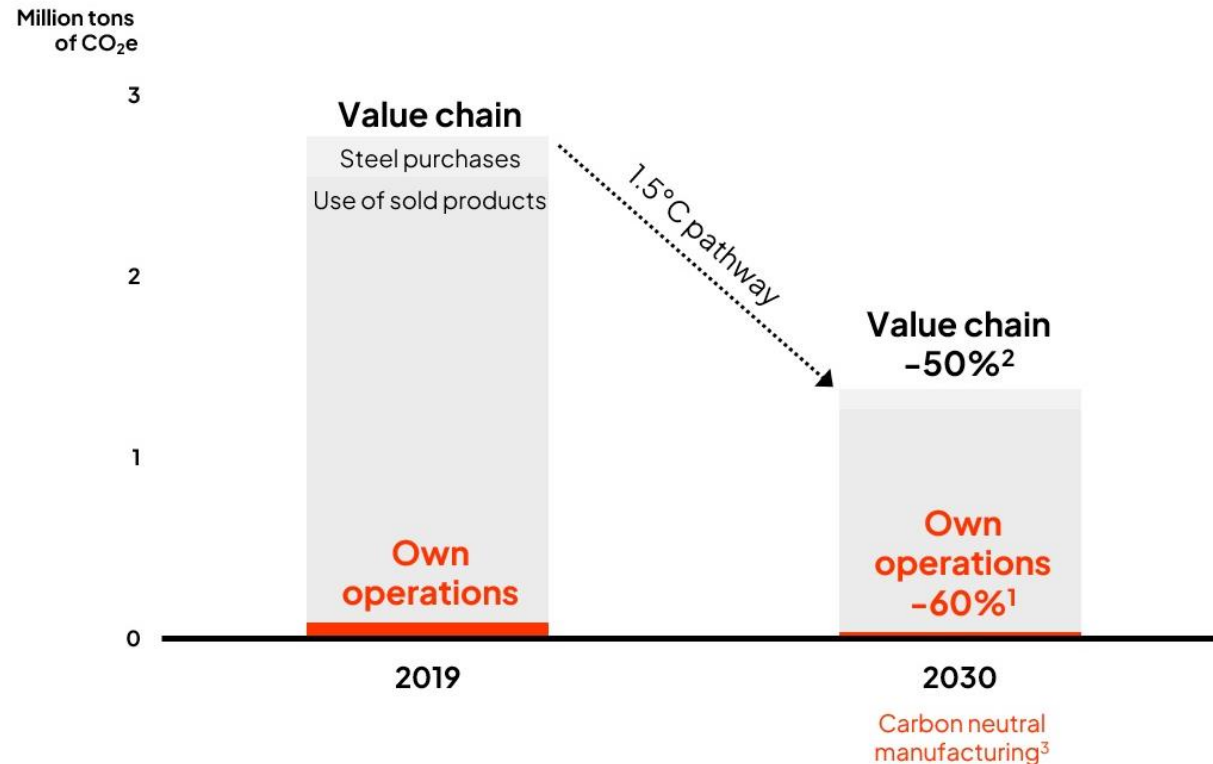 Million tons
of CO₂e
3
Value chain
Steel purchases
Use of sold products
1.5°C pathway
2
Value chain
-50%²
1
Own
operations
Own
operations
-60%¹
0
2019
2030
Carbon neutral
manufacturing³